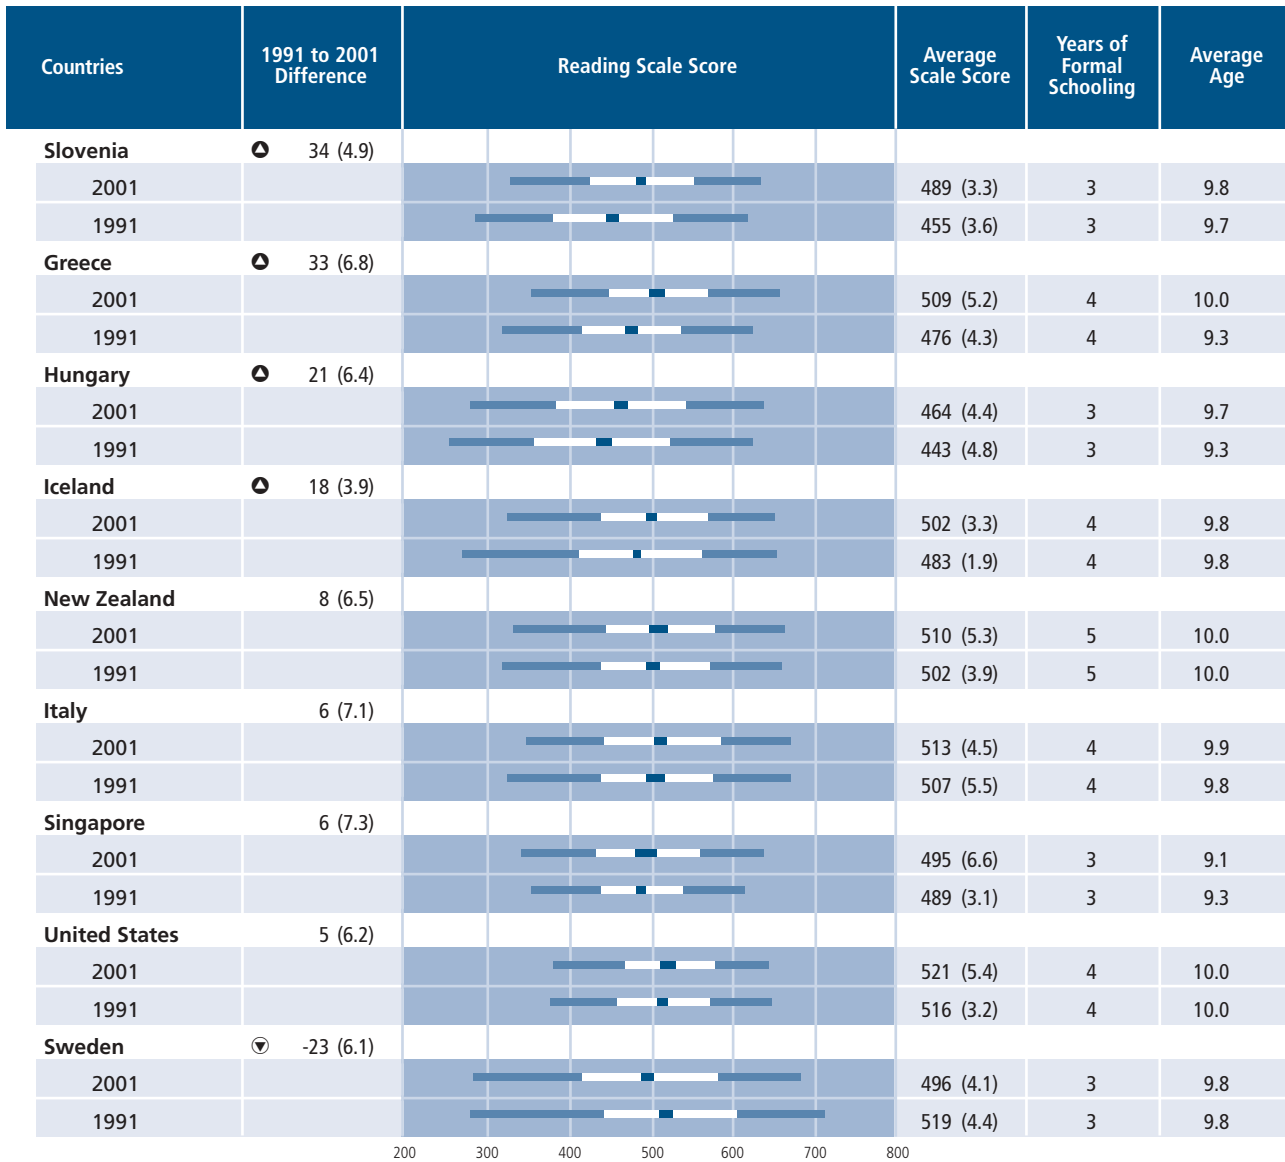 Countries
1991 to 2001
Difference
Reading Scale Score
Average
Scale Score
Years of
Formal
Schooling
Average
Age
Slovenia 34 (4.9)
2001 489 (3.3) 3 9.8
1991 455 (3.6) 3 9.7
Greece 33 (6.8)
2001 509 (5.2) 4 10.0
1991 476 (4.3) 4 9.3
Hungary 21 (6.4)
2001 464 (4.4) 3 9.7
1991 443 (4.8) 3 9.3
Iceland 18 (3.9)
2001 502 (3.3) 4 9.8
1991 483 (1.9) 4 9.8
New Zealand 8 (6.5)
2001 510 (5.3) 5 10.0
1991 502 (3.9) 5 10.0
Italy 6 (7.1)
2001 513 (4.5) 4 9.9
1991 507 (5.5) 4 9.8
Singapore 6 (7.3)
2001 495 (6.6) 3 9.1
1991 489 (3.1) 3 9.3
United States 5 (6.2)
2001 521 (5.4) 4 10.0
1991 516 (3.2) 4 10.0
Sweden -23 (6.1)
2001 496 (4.1) 3 9.8
1991 519 (4.4) 3 9.8
200 300 400 500 600 700 800